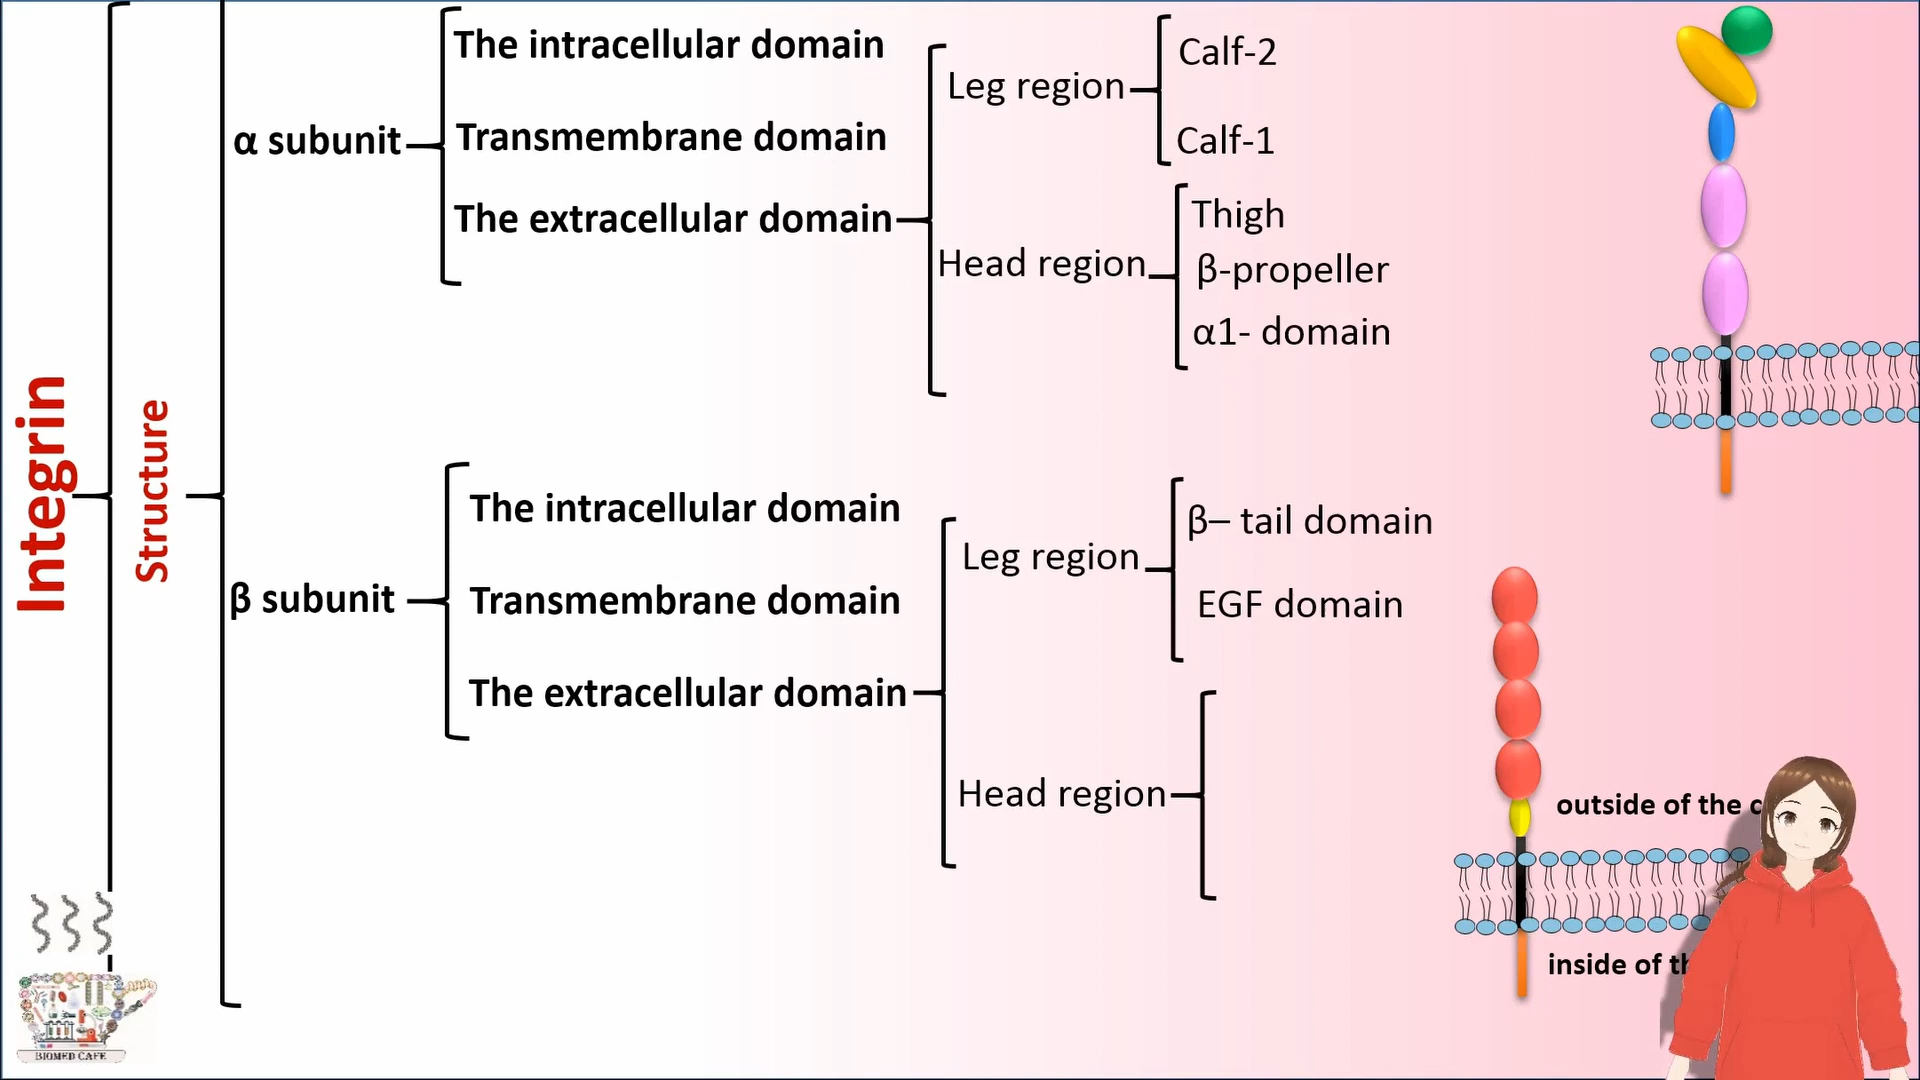 Integrin
Structure
α subunit
The intracellular domain
Transmembrane domain
The extracellular domain
Leg region
Calf-2
Calf-1
Head region
Thigh
β-propeller
α1- domain
β subunit
The intracellular domain
Transmembrane domain
The extracellular domain
Leg region
β– tail domain
EGF domain
Head region
outside of the
inside of
BIOMED CAFE